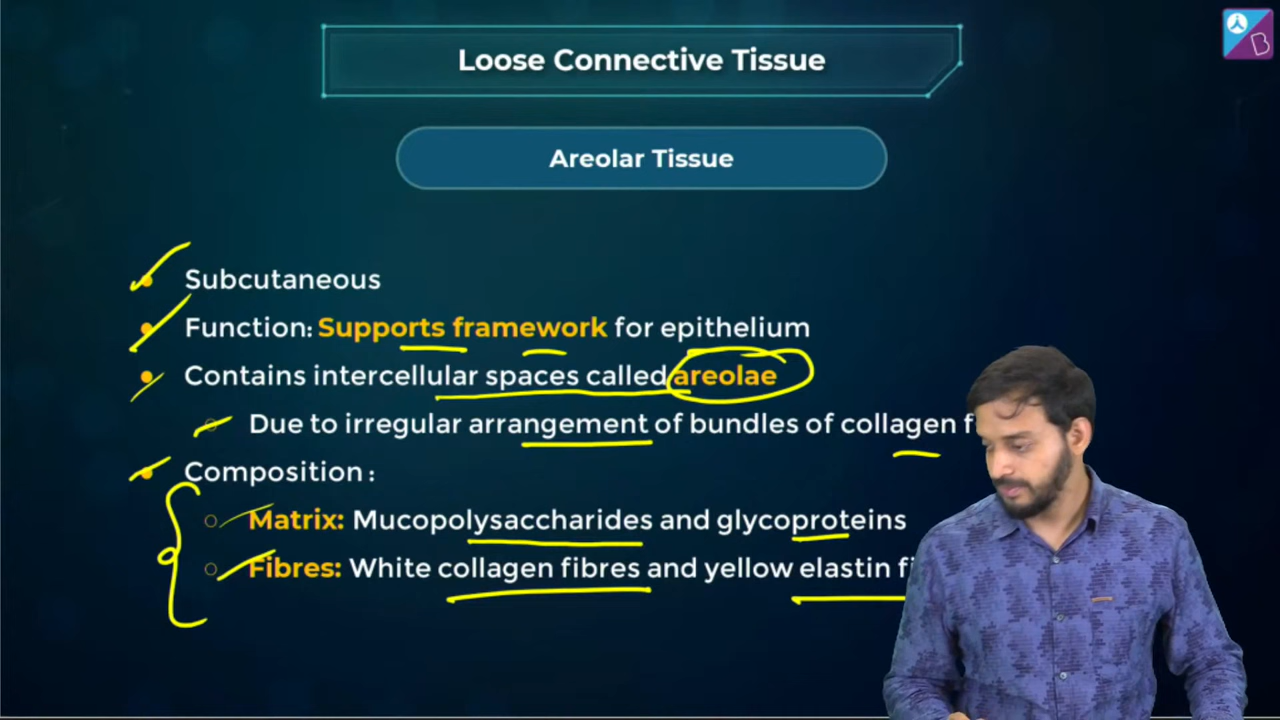 Loose Connective Tissue
Areolar Tissue
Subcutaneous
Function: Supports framework for epithelium
Contains intercellular spaces called areolae
Due to irregular arrangement of bundles of collagen
Composition :
Matrix: Mucopolysaccharides and glycoproteins
Fibres: White collagen fibres and yellow elastin
B